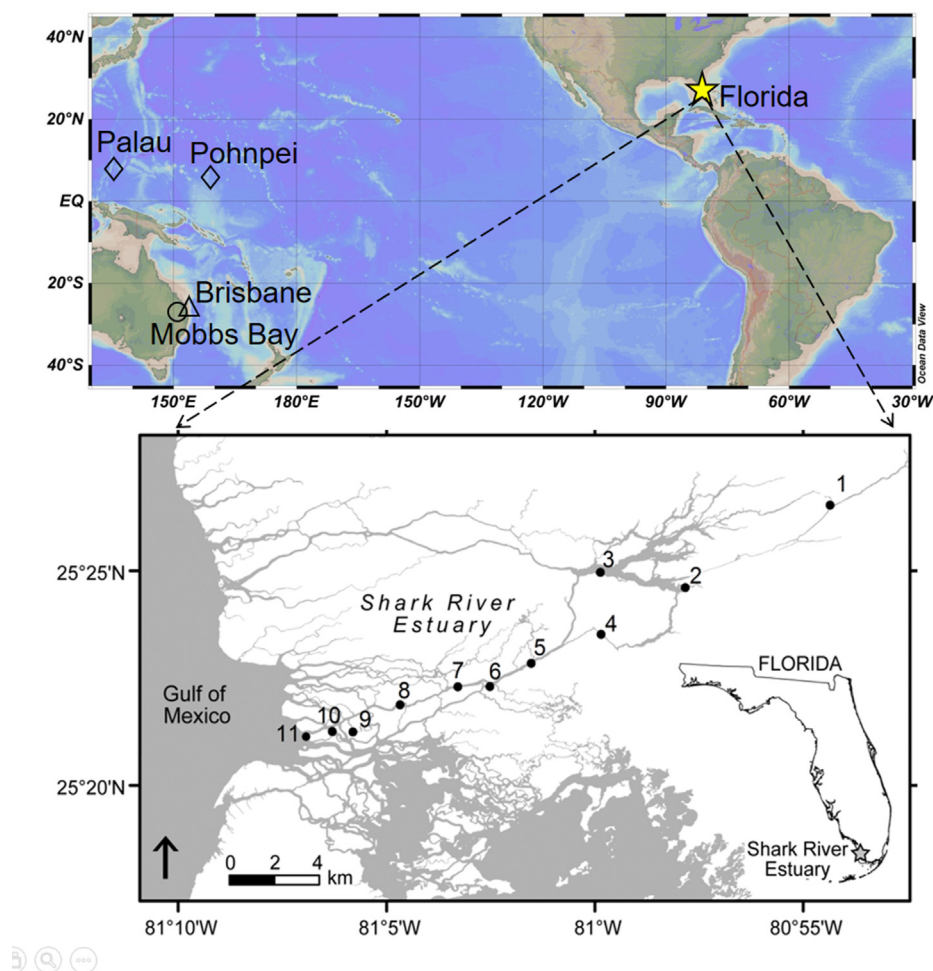 40°N
20°N
EQ
20°S
40°S
Florida
Palau
Pohnpei
Brisbane
Mobbs Bay
Ocean Data View
150°E
180°E
150°W
120°W
90°W
60°W
30°W
1
3
2
25°25'N
Shark River
Estuary
4
5
FLORIDA
7
6
8
Gulf of
Mexico
10
9
11
25°20'N
Shark River
Estuary
0 2 4
km
81°10'W
81°5'W
81°W
80°55'W